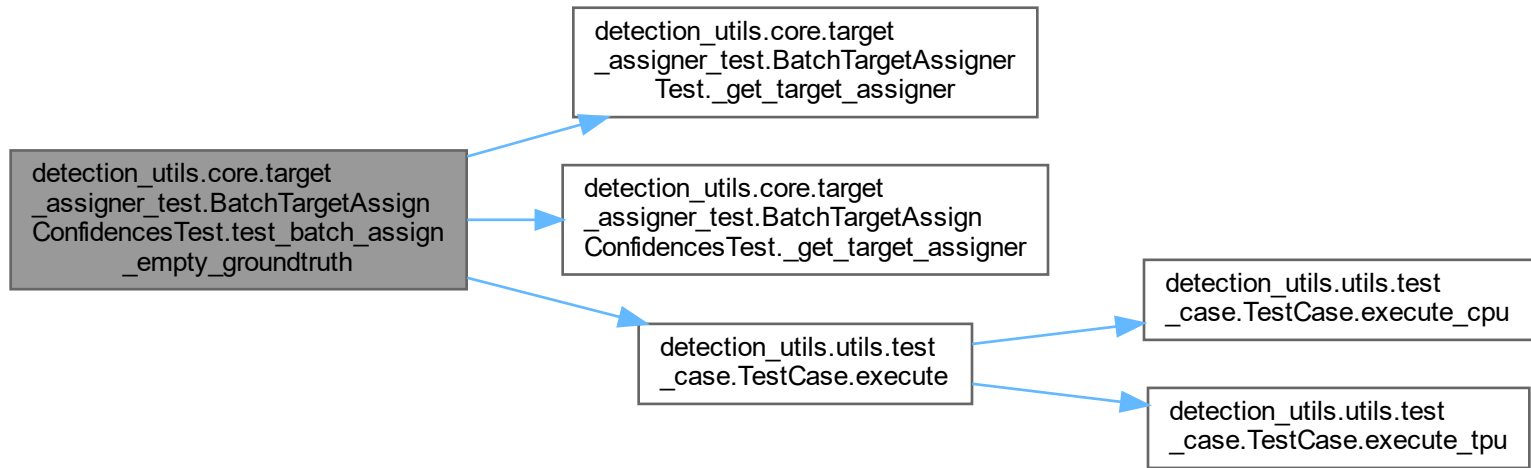 detection_utils.core.target
_assigner_test.BatchTargetAssign
ConfidencesTest.test_batch_assign
_empty_groundtruth
detection_utils.core.target
_assigner_test.BatchTargetAssigner
Test._get_target_assigner
detection_utils.core.target
_assigner_test.BatchTargetAssign
ConfidencesTest._get_target_assigner
detection_utils.utils.test
_case.TestCase.execute
detection_utils.utils.test
_case.TestCase.execute_cpu
detection_utils.utils.test
_case.TestCase.execute_tpu